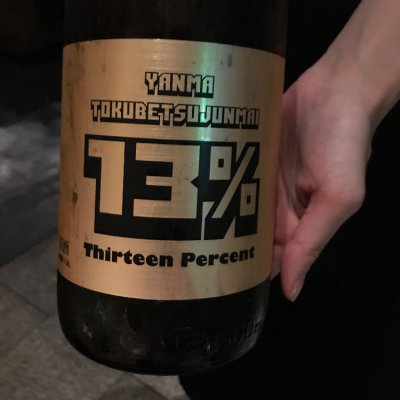 YANMA
TOKUBETSUJUNMAI
13%
Thirteen Percent